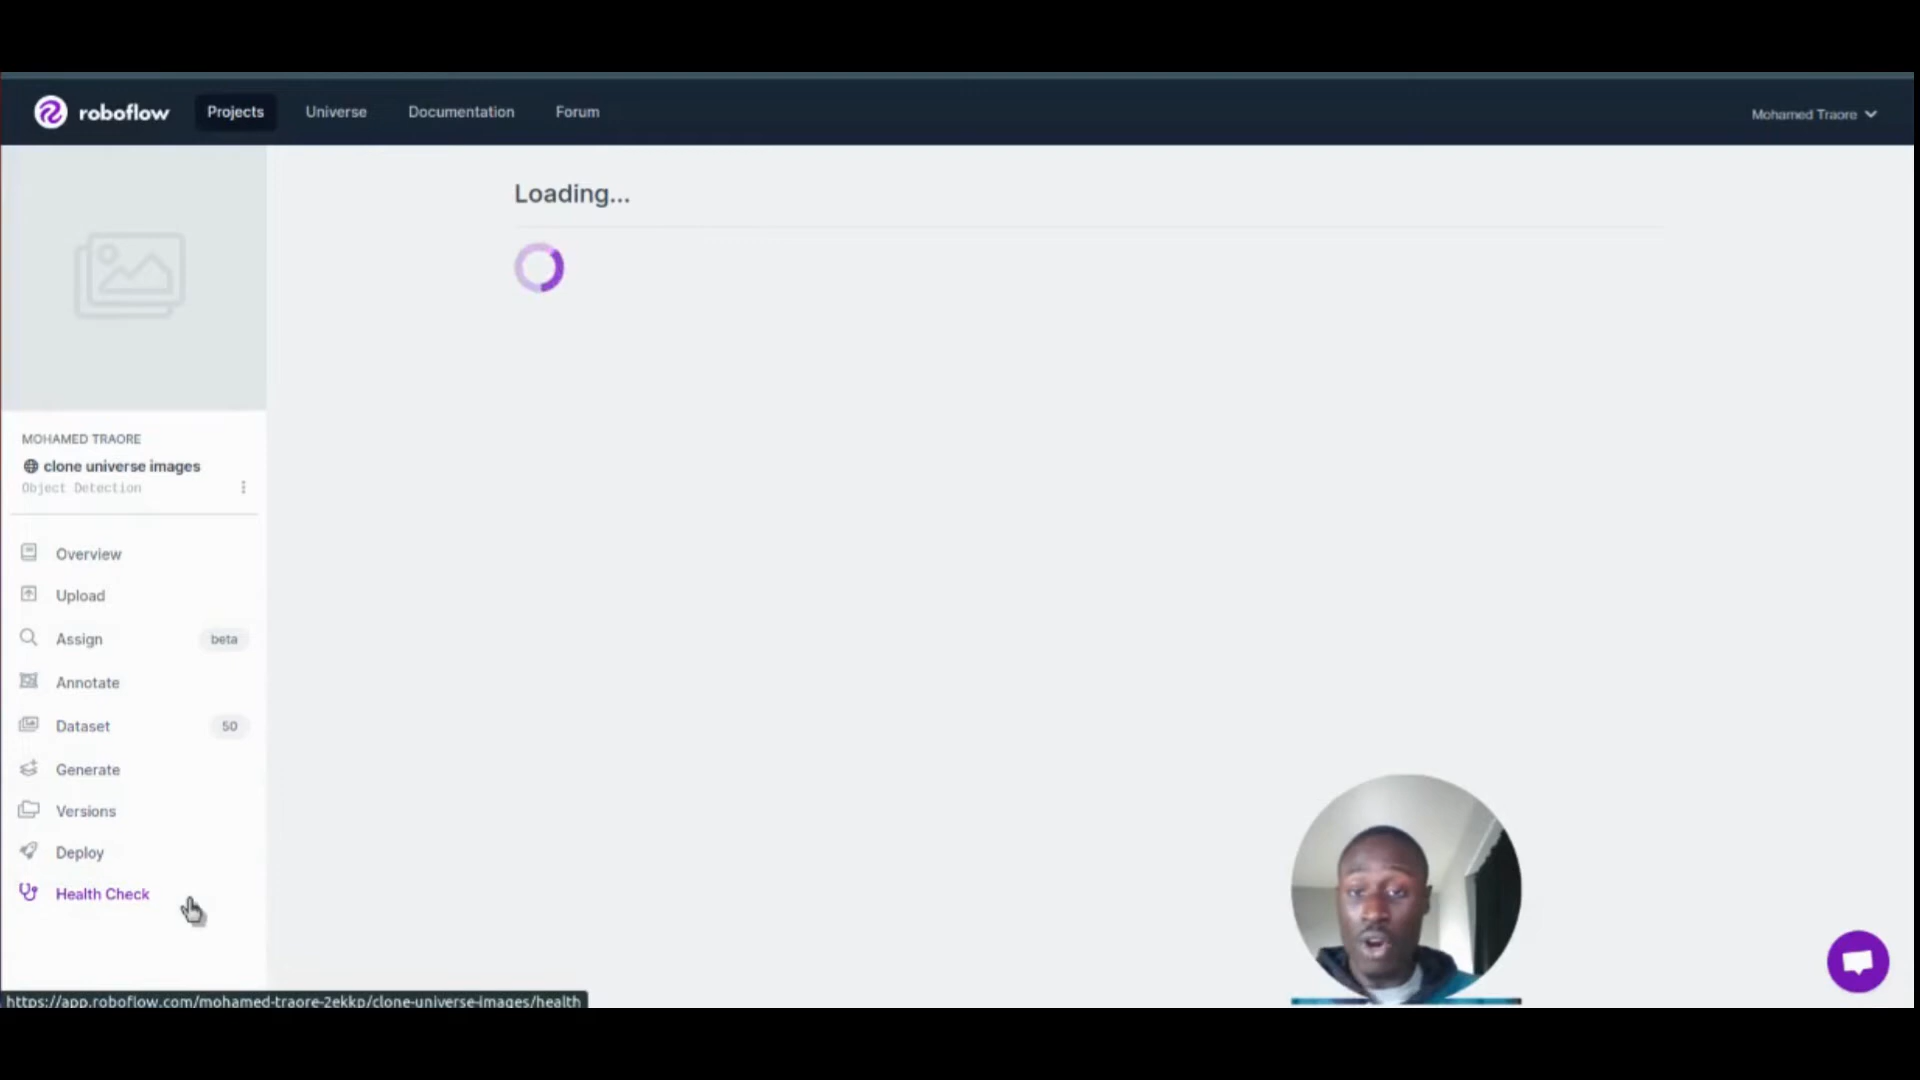 roboflow
Projects
Universe
Documentation
Forum
Mohamed Traore
Loading...
MOHAMED TRAORE
clone universe images
Object Detection
Overview
Upload
Assign
beta
Annotate
Dataset
50
Generate
Versions
Deploy
Health Check
https://app.roboflow.com/mohamed-traore-2ekkp/clone-universe-images/health